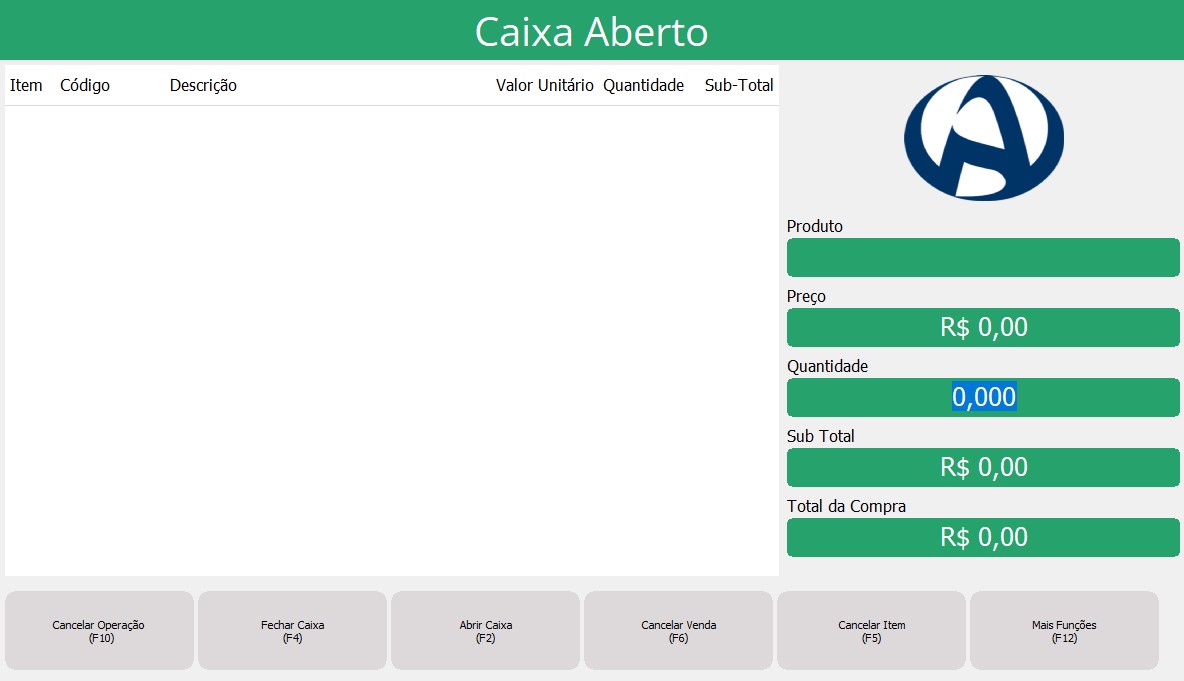 Caixa Aberto
Item Código Descrição Valor Unitário Quantidade Sub-Total
Produto
Preço
R$ 0,00
Quantidade
0,000
Sub Total
R$ 0,00
Total da Compra
R$ 0,00
Cancelar Operação
(F10)
Fechar Caixa
(F4)
Abrir Caixa
(F2)
Cancelar Venda
(F6)
Cancelar Item
(F5)
Mais Funções
(F12)